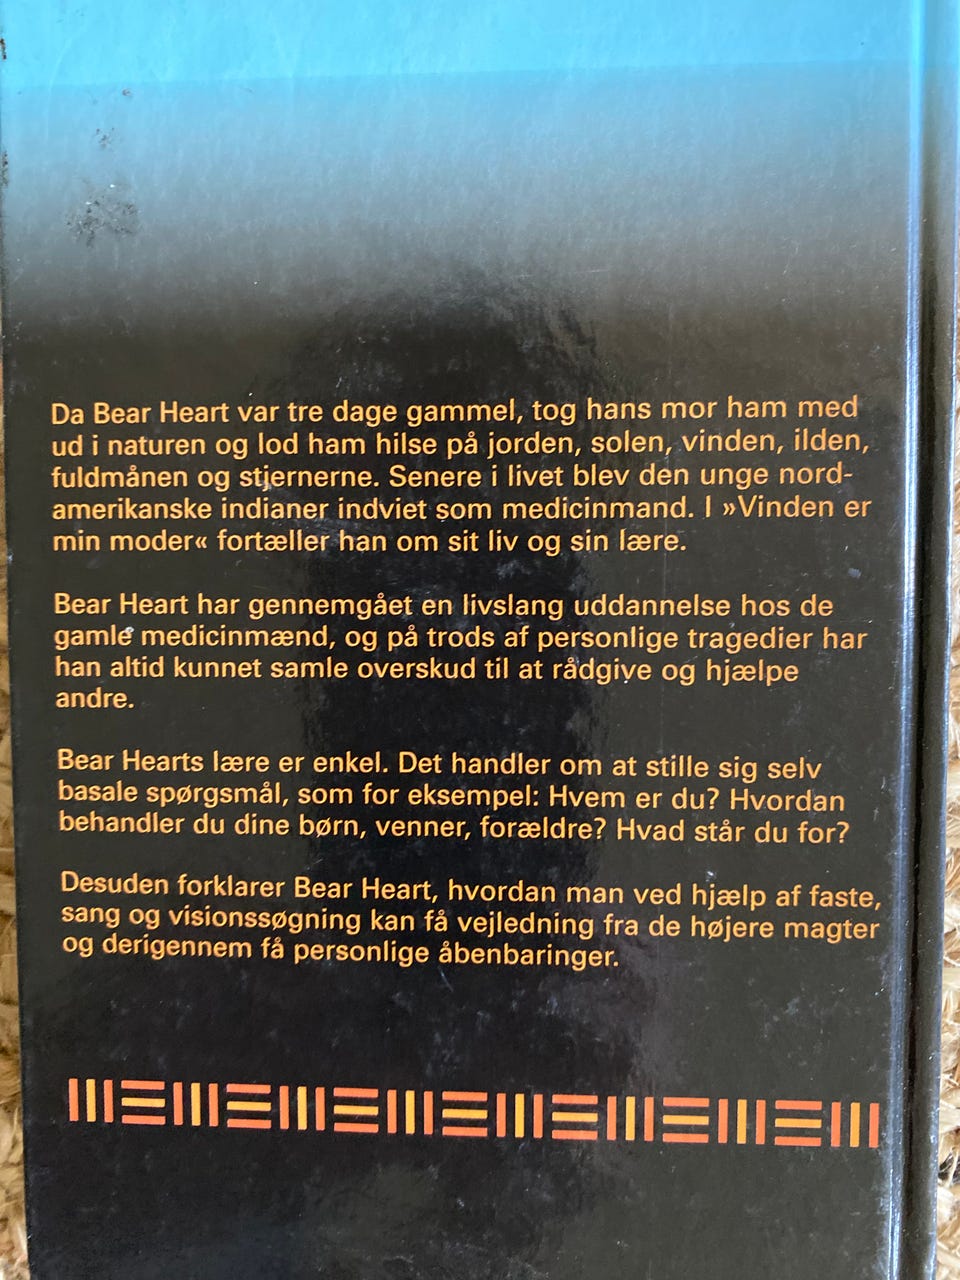 Da Bear Heart var tre dage gammel, tog hans mor ham med
ud i naturen og lod ham hilse på jorden, solen, vinden, ilden,
fuldmånen og stjernerne. Senere i livet blev den unge nord-
amerikanske indianer indviet som medicinmand. I »Vinden er
min moder« fortæller han om sit liv og sin lære.
Bear Heart har gennemgået en livslang uddannelse hos de
gamle medicinmænd, og på trods af personlige tragedier har
han altid kunnet samle overskud til at rådgive og hjælpe
andre.
Bear Hearts lære er enkel. Det handler om at stille sig selv
basale spørgsmål, som for eksempel: Hvem er du? Hvordan
behandler du dine børn, venner, forældre? Hvad står du for?
Desuden forklarer Bear Heart, hvordan man ved hjælp af faste,
sang og visionssøgning kan få vejledning fra de højere magter
og derigennem få personlige åbenbaringer.